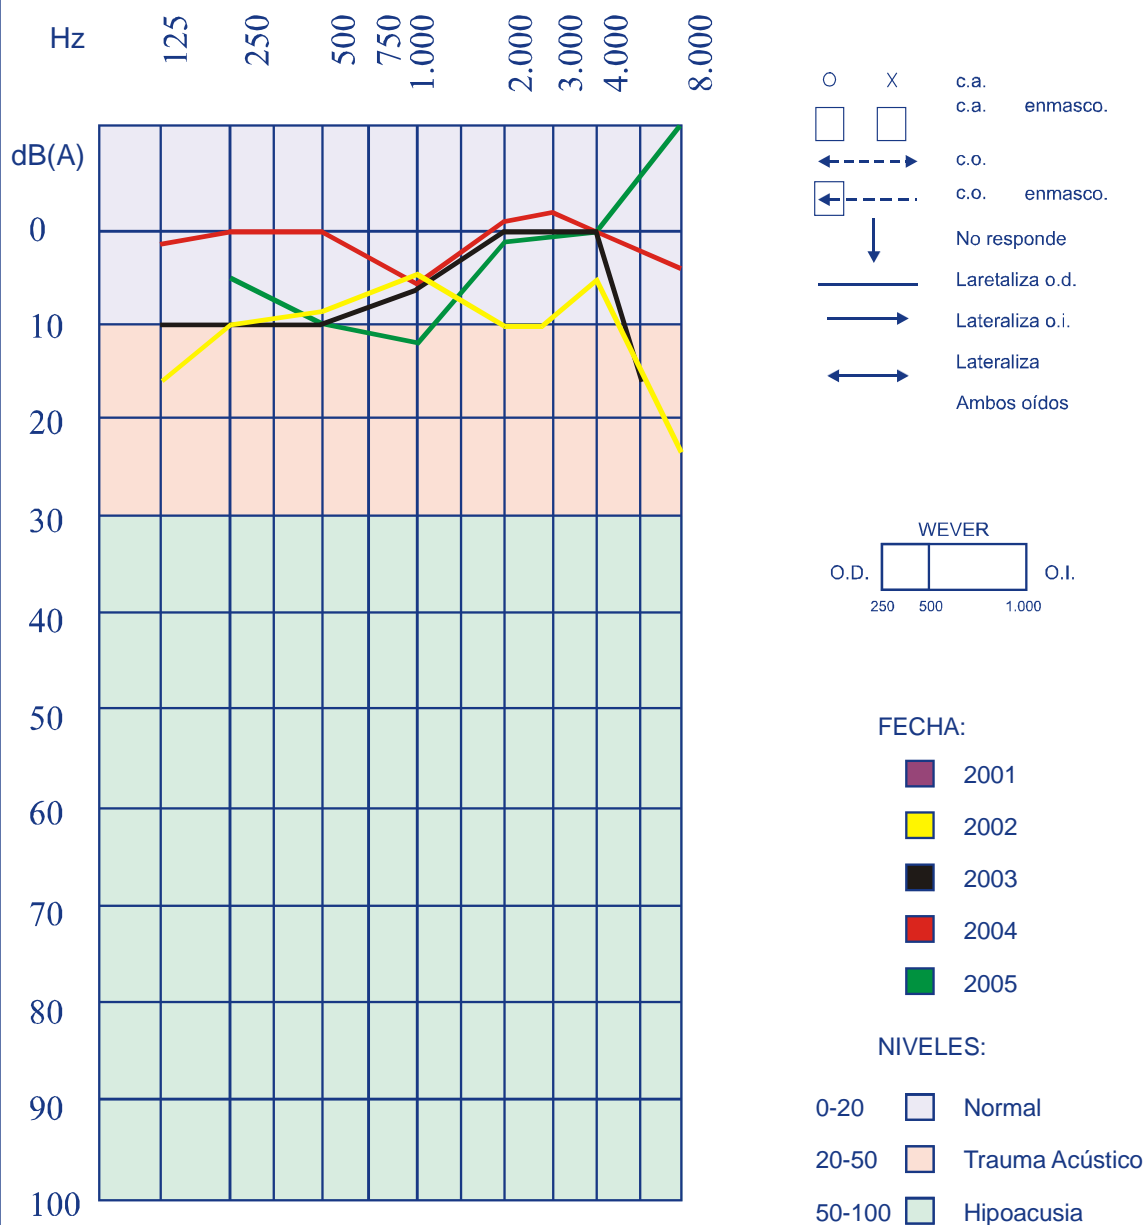 Hz
125
250
500
750
1.000
2.000
3.000
4.000
8.000
dB(A)
0
10
20
30
40
50
60
70
80
90
100
O X c.a.
c.a. enmasco.
c.o.
c.o. enmasco.
No responde
Laretaliza o.d.
Lateraliza o.i.
Lateraliza
Ambos oídos
WEVER
O.D. O.I.
250 500 1.000
FECHA:
2001
2002
2003
2004
2005
NIVELES:
0-20 Normal
20-50 Trauma Acústico
50-100 Hipoacusia